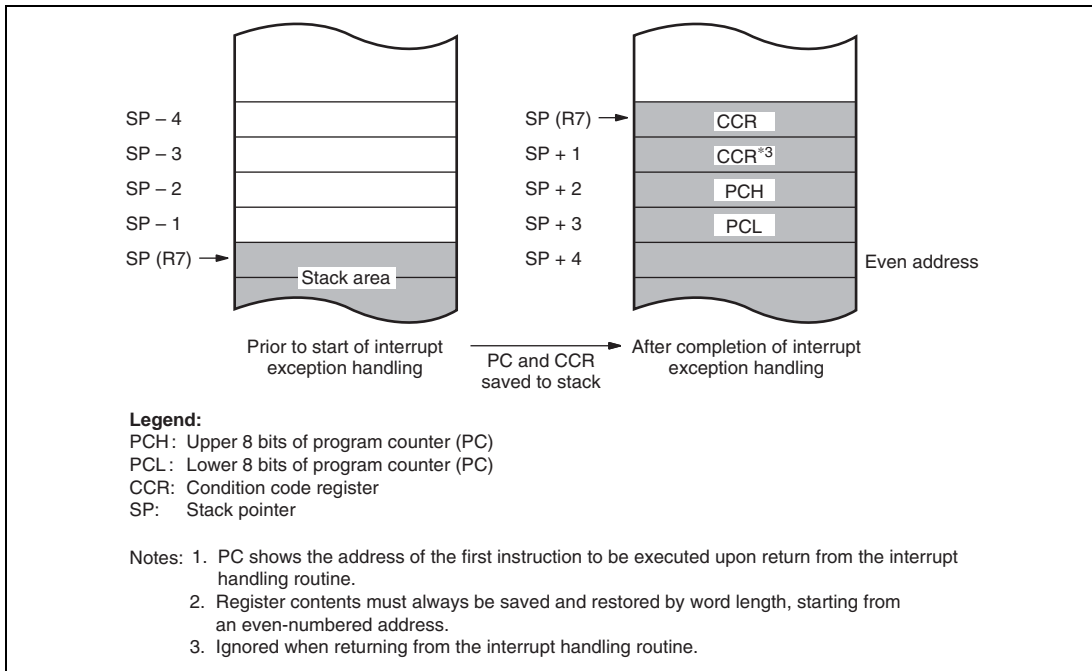 SP – 4
SP – 3
SP – 2
SP – 1
SP (R7)
Stack area
Prior to start of interrupt
exception handling
PC and CCR
saved to stack
SP (R7)
SP + 1
SP + 2
SP + 3
SP + 4
CCR
CCR*3
PCH
PCL
Even address
After completion of interrupt
exception handling
Legend:
PCH: Upper 8 bits of program counter (PC)
PCL: Lower 8 bits of program counter (PC)
CCR: Condition code register
SP: Stack pointer
Notes: 1. PC shows the address of the first instruction to be executed upon return from the interrupt
handling routine.
2. Register contents must always be saved and restored by word length, starting from
an even-numbered address.
3. Ignored when returning from the interrupt handling routine.